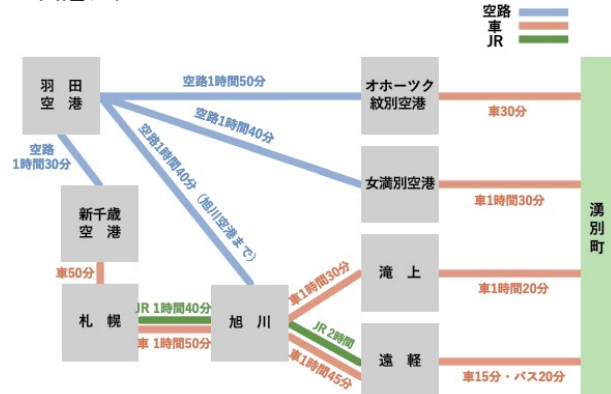 空路
車
JR
羽田
空港
空路1時間50分
オホーツク
紋別空港
車30分
空路1時間40分
空路
1時間30分
空路1時間40分（旭川空港まで）
女満別空港
車1時間30分
湧別町
新千歳
空港
車50分
車1時間30分
滝上
車1時間20分
札幌
JR 1時間40分
車 1時間50分
旭川
JR 2時間
車1時間45分
遠軽
車15分・バス20分